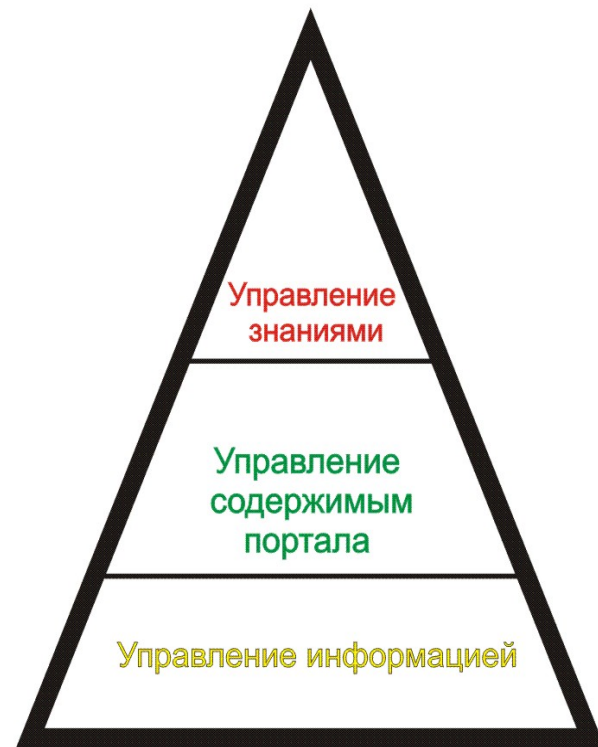 Управление
знаниями
Управление
содержимым
портала
Управление информацией